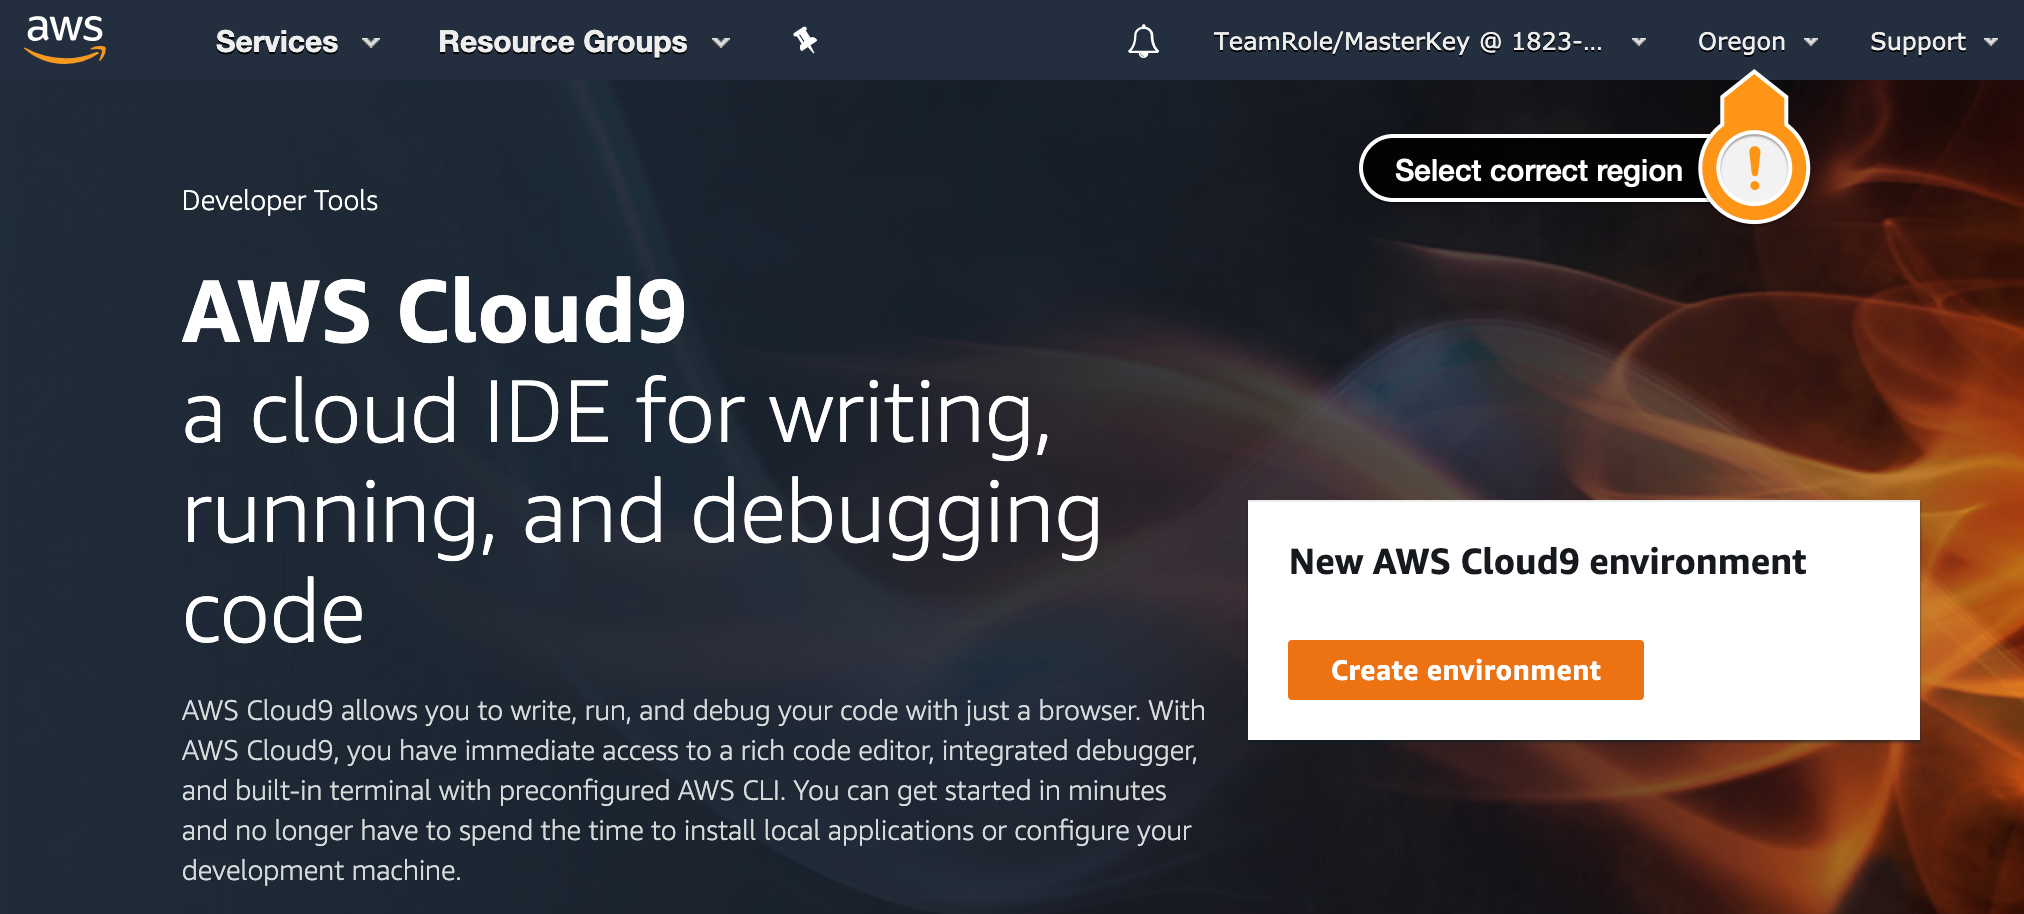 aws
Services
Resource Groups
TeamRole/MasterKey @ 1823-...
Oregon
Support
Select correct region
!
Developer Tools
AWS Cloud9
a cloud IDE for writing,
running, and debugging
code
AWS Cloud9 allows you to write, run, and debug your code with just a browser. With
AWS Cloud9, you have immediate access to a rich code editor, integrated debugger,
and built-in terminal with preconfigured AWS CLI. You can get started in minutes
and no longer have to spend the time to install local applications or configure your
development machine.
New AWS Cloud9 environment
Create environment